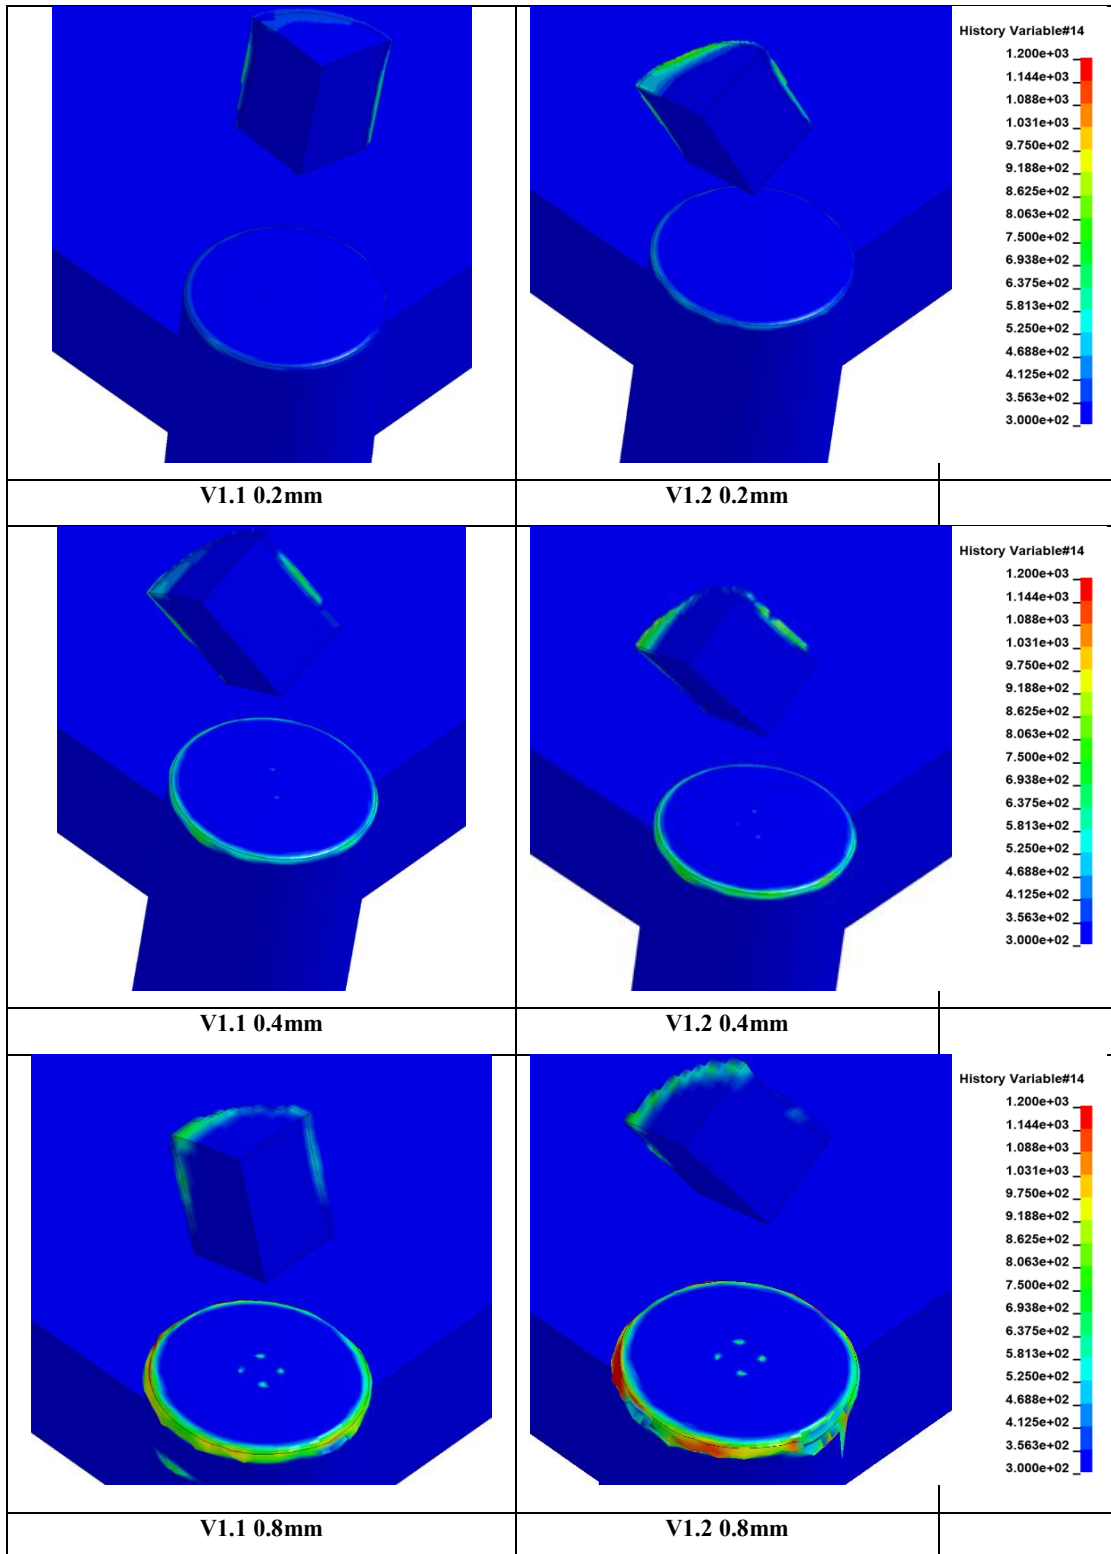 History Variable#14
1.200e+03
1.144e+03
1.088e+03
1.031e+03
9.750e+02
9.188e+02
8.625e+02
8.063e+02
7.500e+02
6.938e+02
6.375e+02
5.813e+02
5.250e+02
4.688e+02
4.125e+02
3.563e+02
3.000e+02
V1.1 0.2mm
V1.2 0.2mm
History Variable#14
1.200e+03
1.144e+03
1.088e+03
1.031e+03
9.750e+02
9.188e+02
8.625e+02
8.063e+02
7.500e+02
6.938e+02
6.375e+02
5.813e+02
5.250e+02
4.688e+02
4.125e+02
3.563e+02
3.000e+02
V1.1 0.4mm
V1.2 0.4mm
History Variable#14
1.200e+03
1.144e+03
1.088e+03
1.031e+03
9.750e+02
9.188e+02
8.625e+02
8.063e+02
7.500e+02
6.938e+02
6.375e+02
5.813e+02
5.250e+02
4.688e+02
4.125e+02
3.563e+02
3.000e+02
V1.1 0.8mm
V1.2 0.8mm